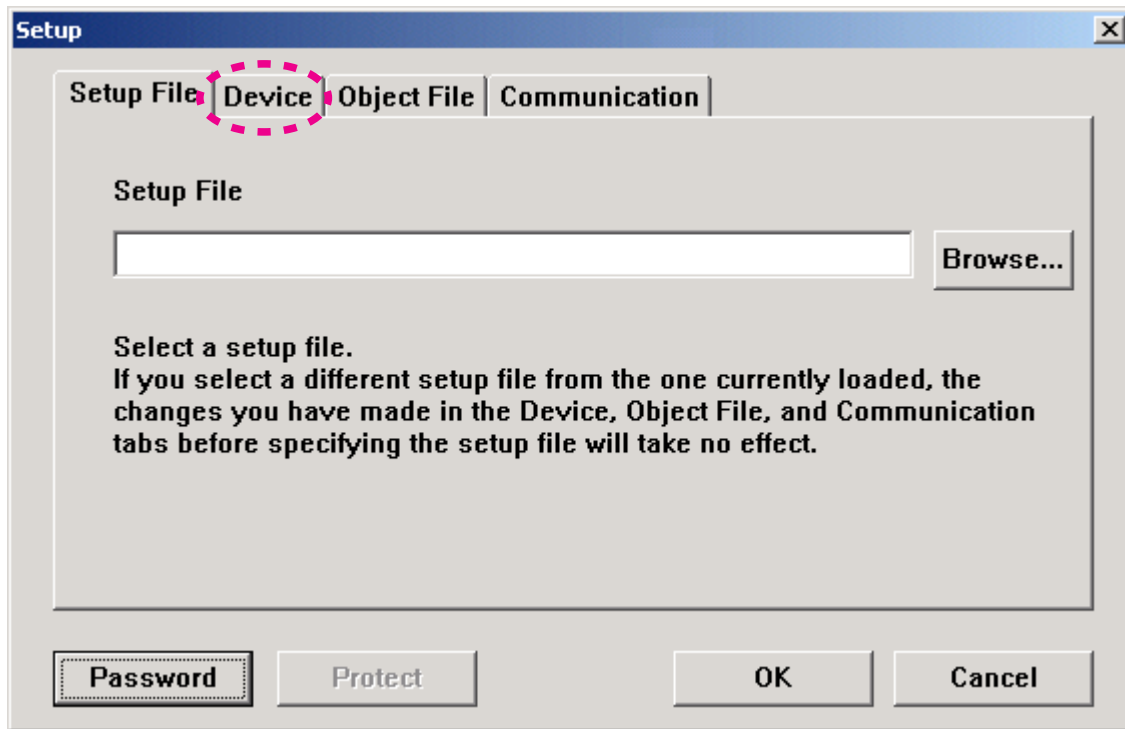 Setup
Setup File Device Object File Communication
Setup File
Browse...
Select a setup file.
If you select a different setup file from the one currently loaded, the
changes you have made in the Device, Object File, and Communication
tabs before specifying the setup file will take no effect.
Password Protect OK Cancel